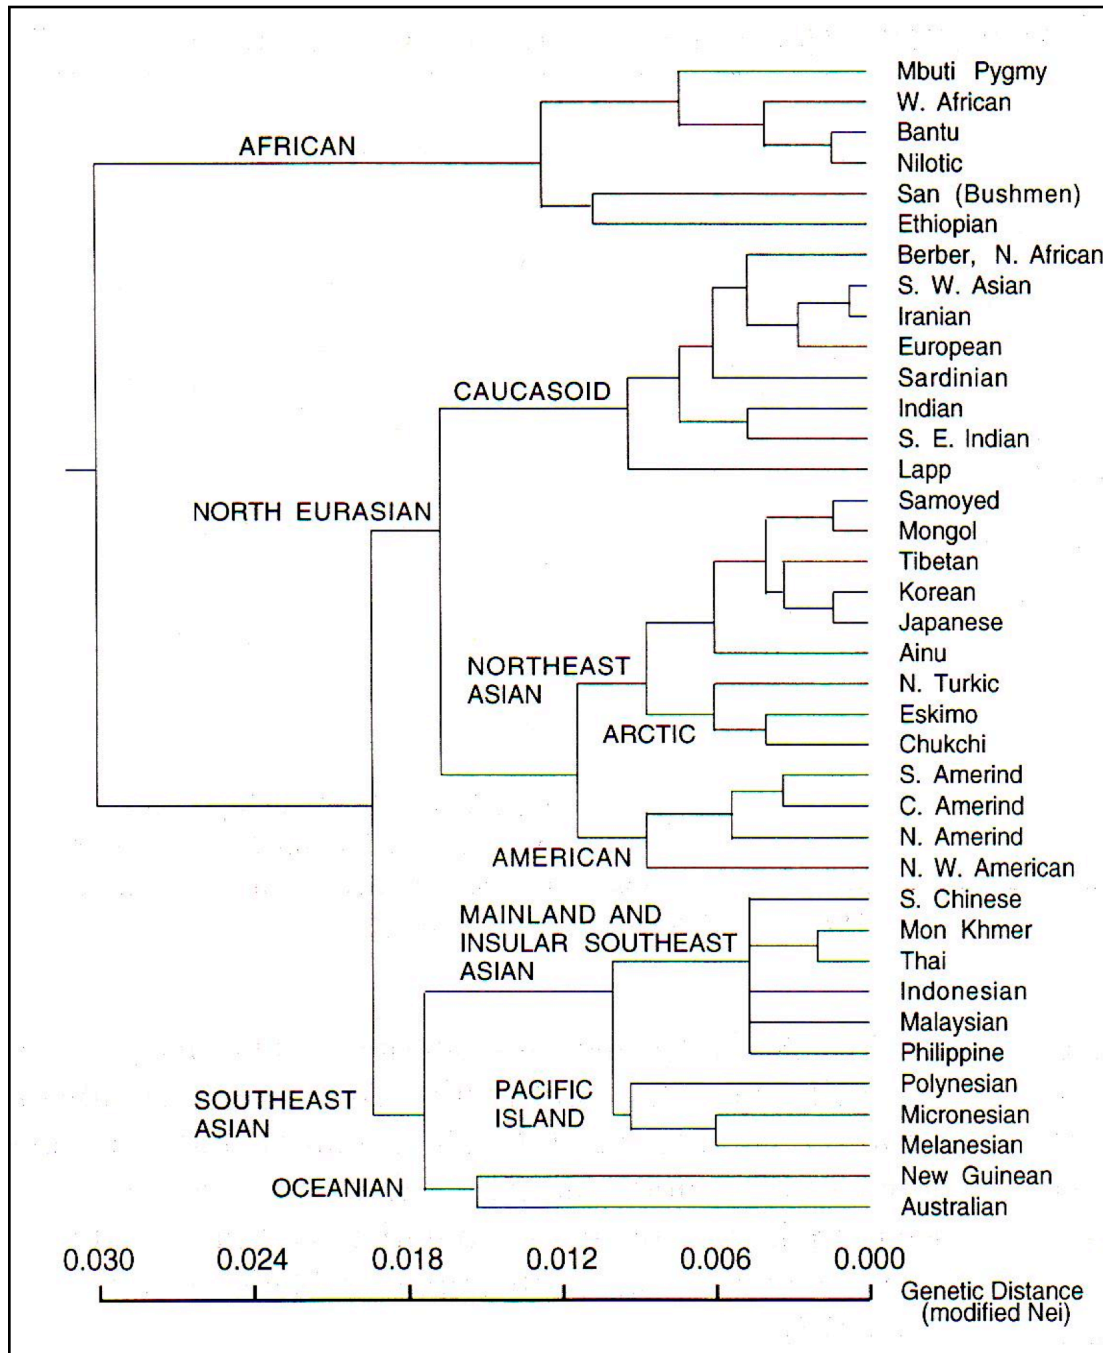 Mbuti Pygmy
W. African
AFRICAN
Bantu
Nilotic
San (Bushmen)
Ethiopian
Berber, N. African
S. W. Asian
Iranian
European
CAUCASOID
Sardinian
Indian
S. E. Indian
Lapp
NORTH EURASIAN
Samoyed
Mongol
Tibetan
Korean
Japanese
Ainu
NORTHEAST
ASIAN
N. Turkic
ARCTIC
Eskimo
Chukchi
S. Amerind
C. Amerind
N. Amerind
AMERICAN
N. W. American
S. Chinese
MAINLAND AND
INSULAR SOUTHEAST
ASIAN
Mon Khmer
Thai
Indonesian
Malaysian
Philippine
Polynesian
PACIFIC
ISLAND
SOUTHEAST
ASIAN
Micronesian
Melanesian
New Guinean
OCEANIAN
Australian
0.030 0.024 0.018 0.012 0.006 0.000
Genetic Distance
(modified Nei)